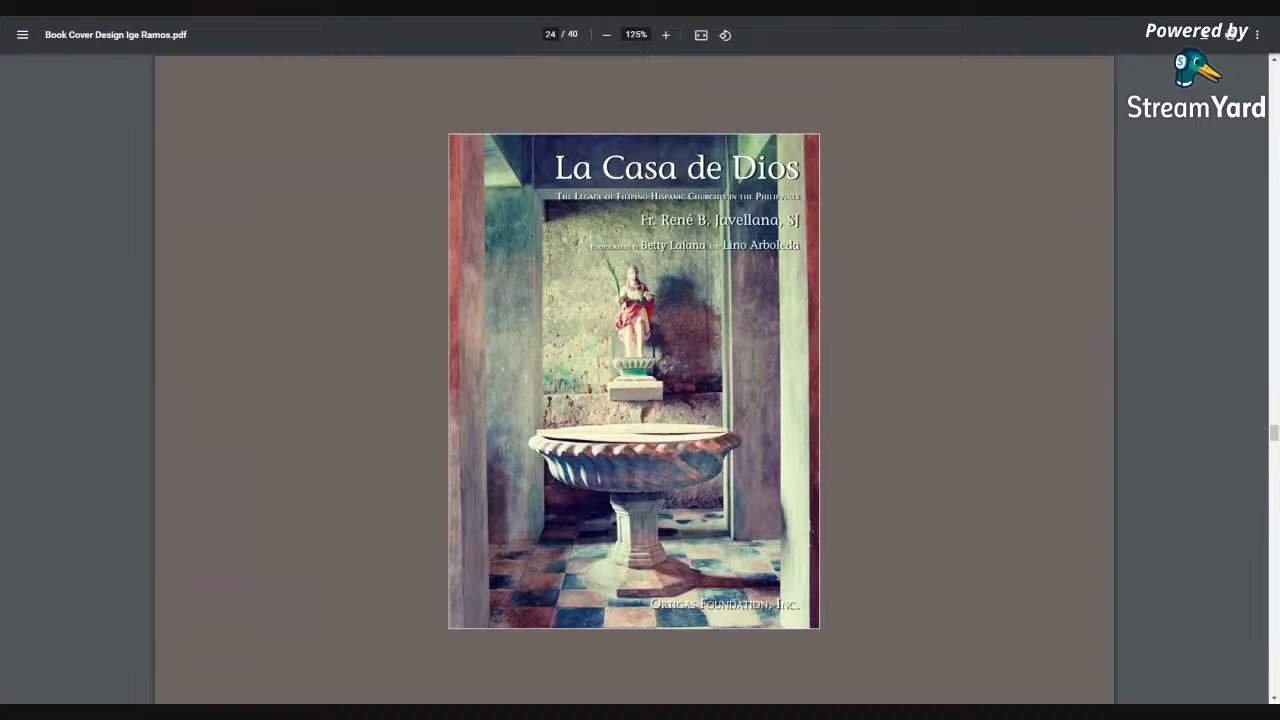 Book Cover Design Ige Ramos.pdf
24 / 40
125%
Powered by
StreamYard
La Casa de Dios
The Legacy of Filipino-Hispanic Churches in the Philippines
Fr. René B. Javellana, SJ
Photographs by Betty Lalana and Lino Arboleda
Ortigas Foundation, Inc.